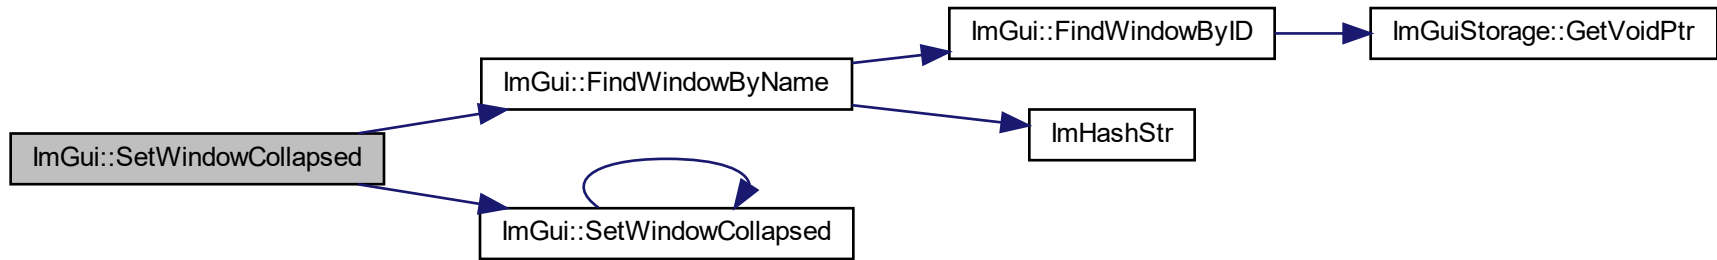 ImGui::SetWindowCollapsed
ImGui::FindWindowByName
ImGui::FindWindowByID
ImGuiStorage::GetVoidPtr
ImHashStr
ImGui::SetWindowCollapsed